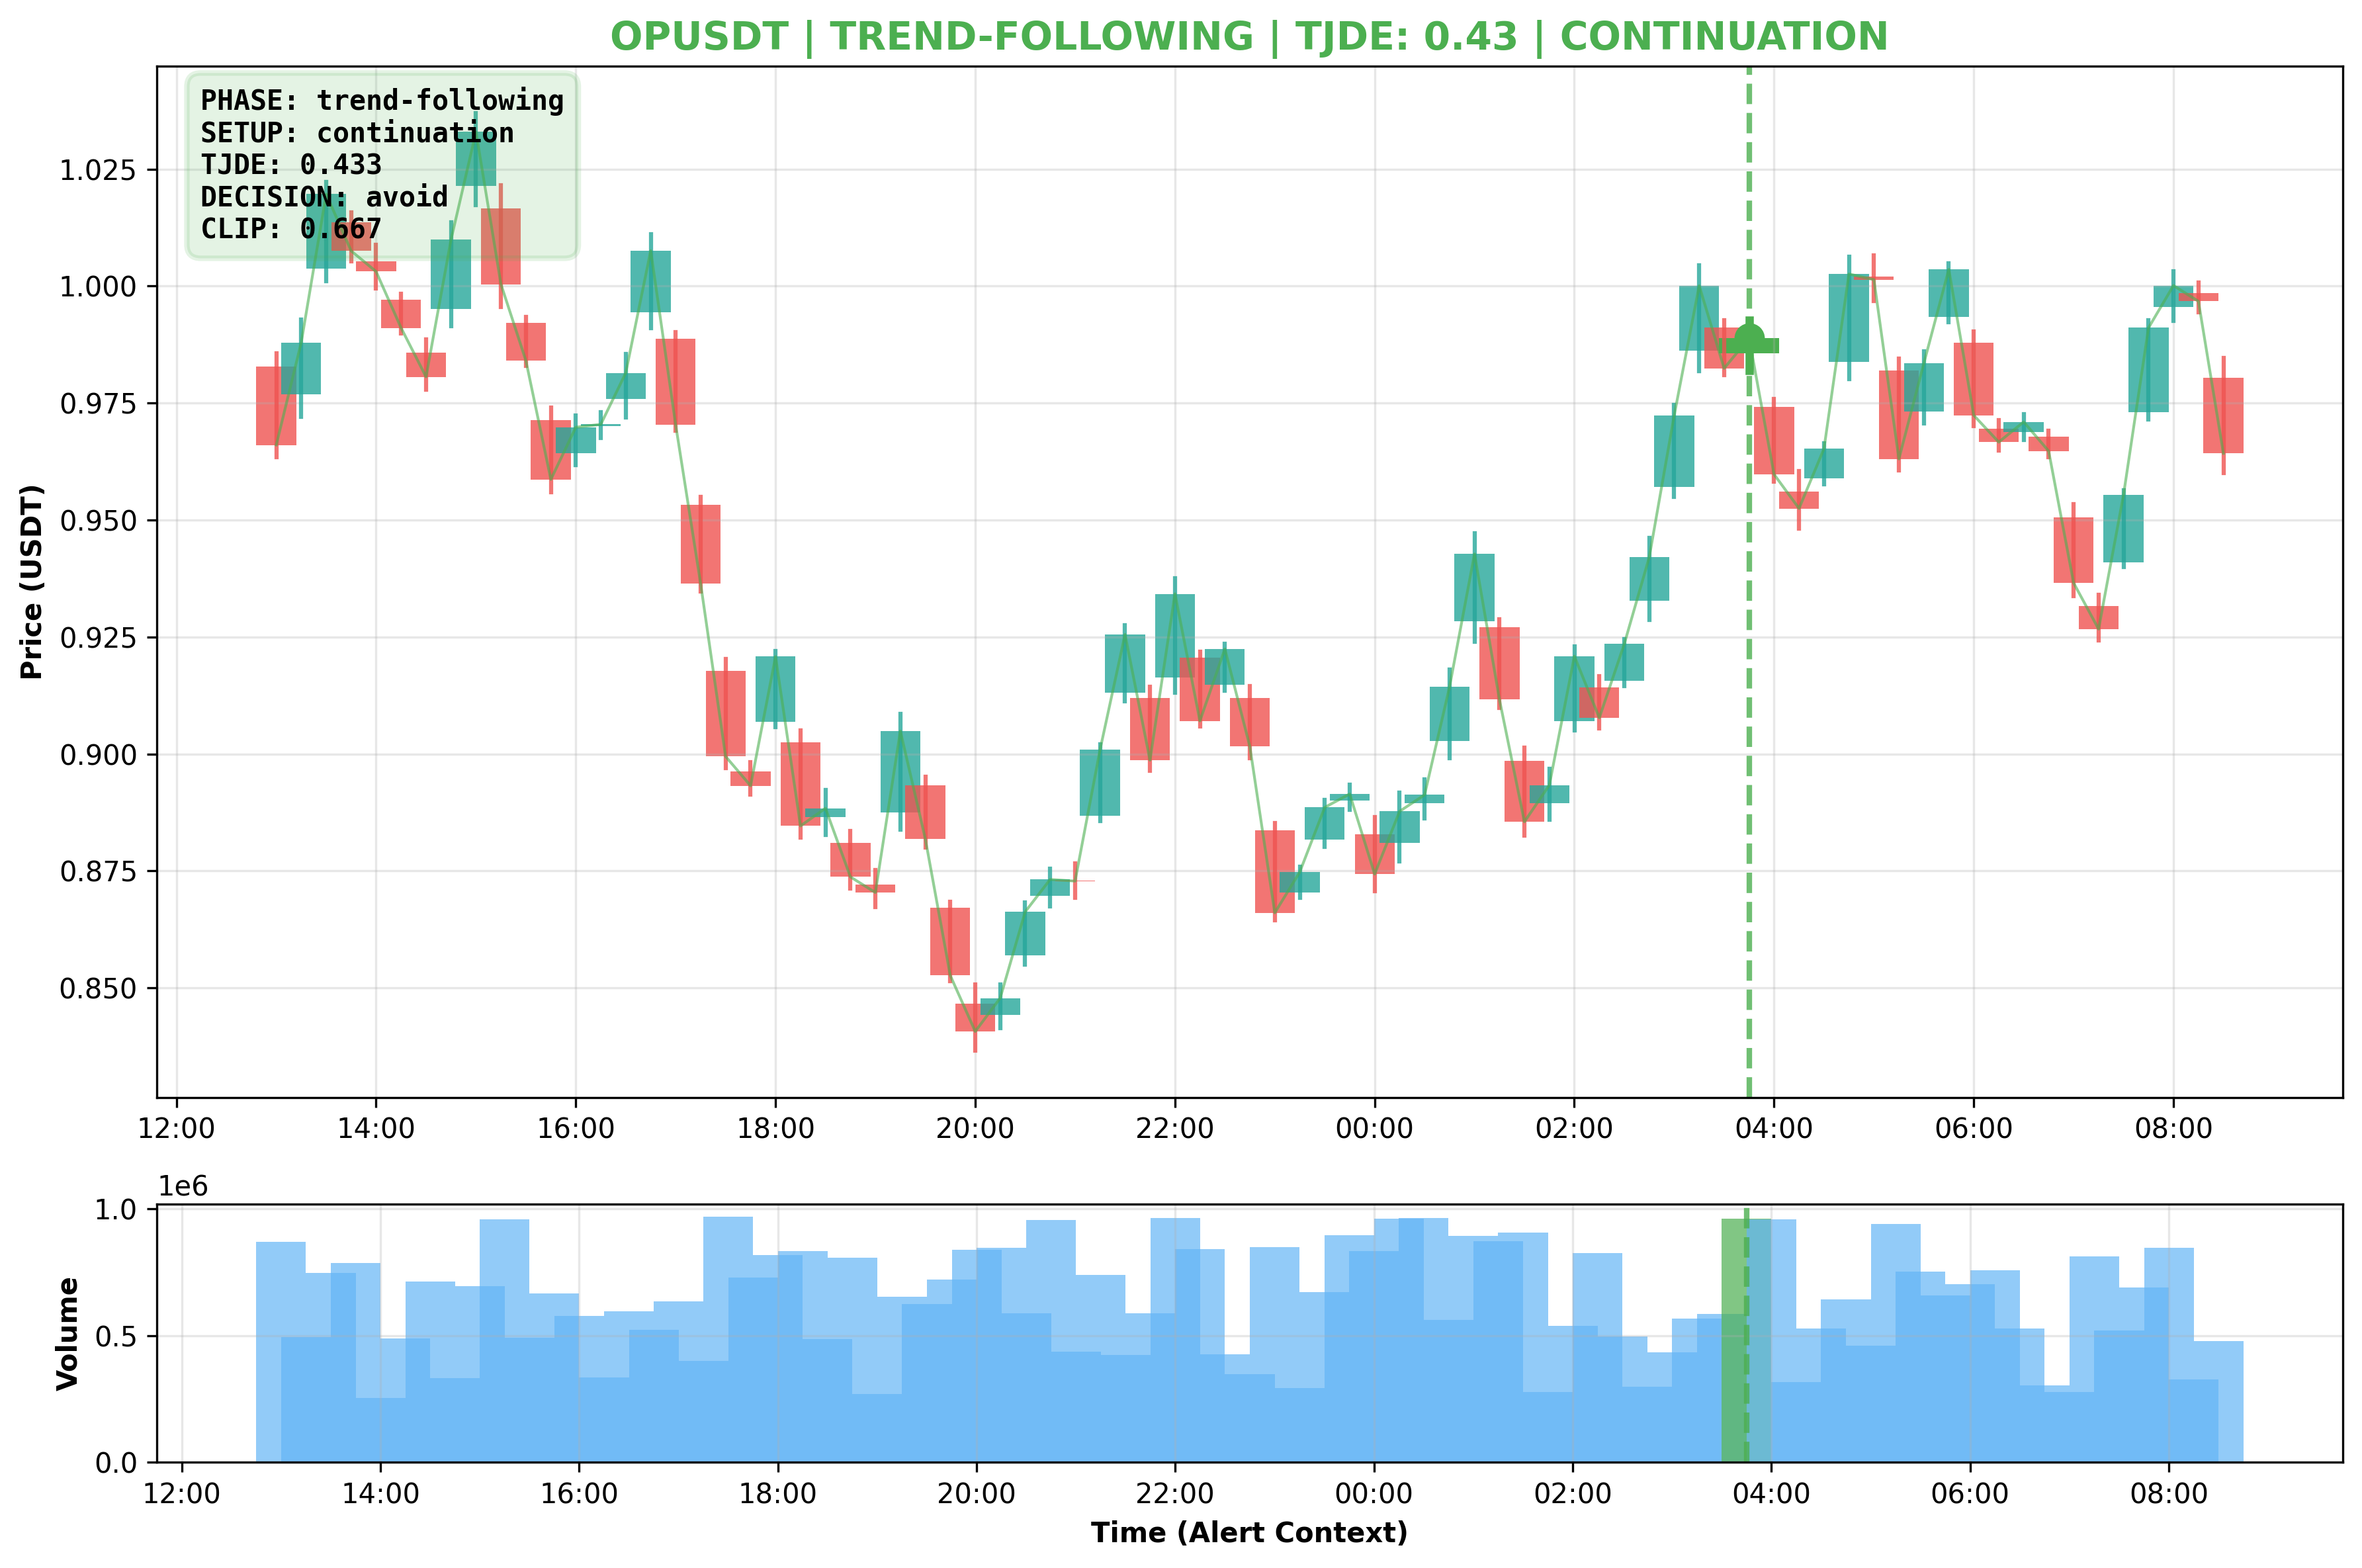 OPUSDT | TREND-FOLLOWING | TJDE: 0.43 | CONTINUATION
PHASE: trend-following
SETUP: continuation
TJDE: 0.433
DECISION: avoid
CLIP: 0.667
Price (USDT)
1.025
1.000
0.975
0.950
0.925
0.900
0.875
0.850
12:00 14:00 16:00 18:00 20:00 22:00 00:00 02:00 04:00 06:00 08:00
1e6
Volume
1.0
0.5
0.0
12:00 14:00 16:00 18:00 20:00 22:00 00:00 02:00 04:00 06:00 08:00
Time (Alert Context)